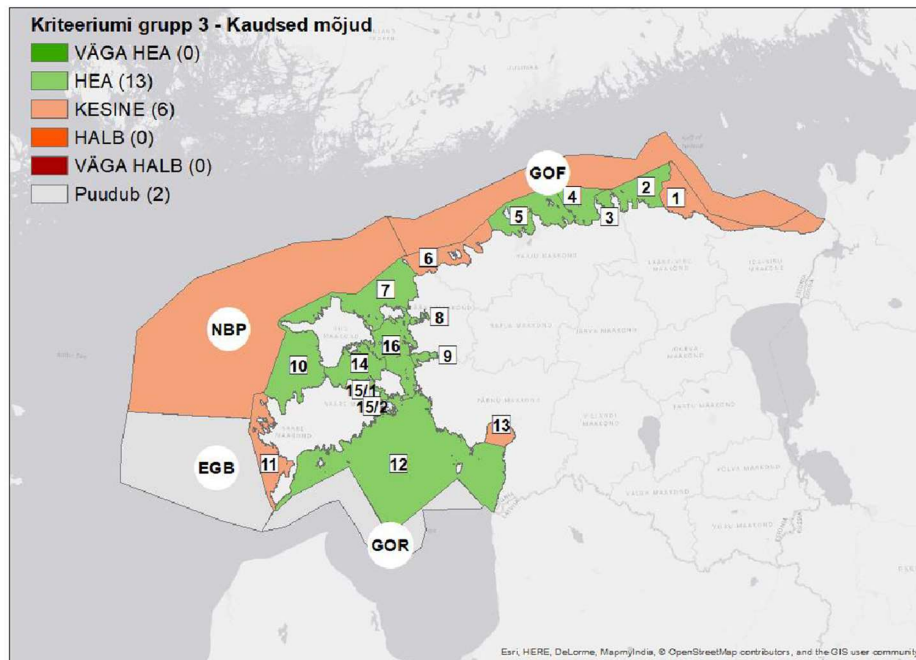 Kriteeriumi grupp 3 - Kaudsed mõjud
VÄGA HEA (0)
HEA (13)
KESINE (6)
HALB (0)
VÄGA HALB (0)
Puudub (2)
GOF
1
2
3
4
5
6
7
NBP
8
16
9
10
14
15/1
15/2
13
11
EGB
12
GOR
Esri, HERE, DeLorme, MapmyIndia, © OpenStreetMap contributors, and the GIS user community